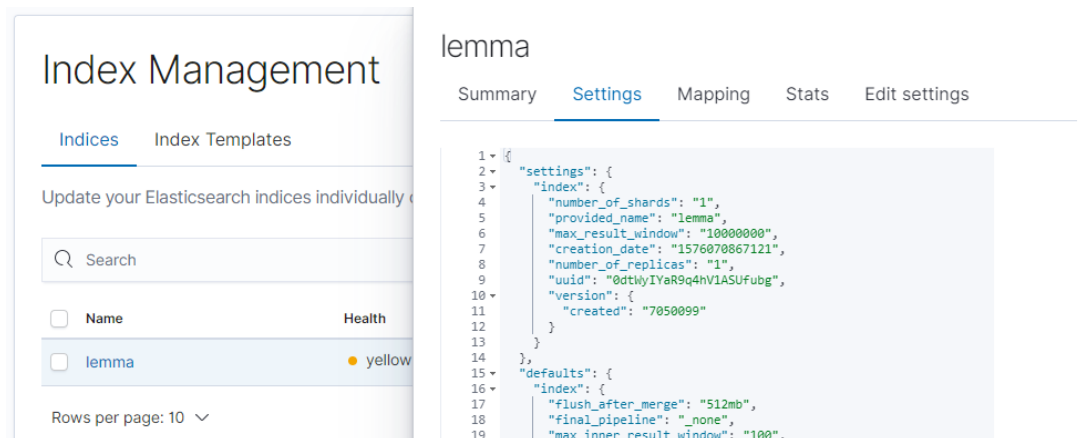 Index Management
Indices Index Templates
Update your Elasticsearch indices individually
Search
Name Health
lemma yellow
Rows per page: 10
lemma
Summary Settings Mapping Stats Edit settings
1 {
2 "settings": {
3 "index": {
4 "number_of_shards": "1",
5 "provided_name": "lemma",
6 "max_result_window": "10000000",
7 "creation_date": "1576070867121",
8 "number_of_replicas": "1",
9 "uuid": "0dtWyIYaR9q4hV1ASUfubg",
10 "version": {
11 "created": "7050099"
12 }
13 }
14 },
15 "defaults": {
16 "index": {
17 "flush_after_merge": "512mb",
18 "final_pipeline": "_none",
19 "max_inner_result_window": "100",